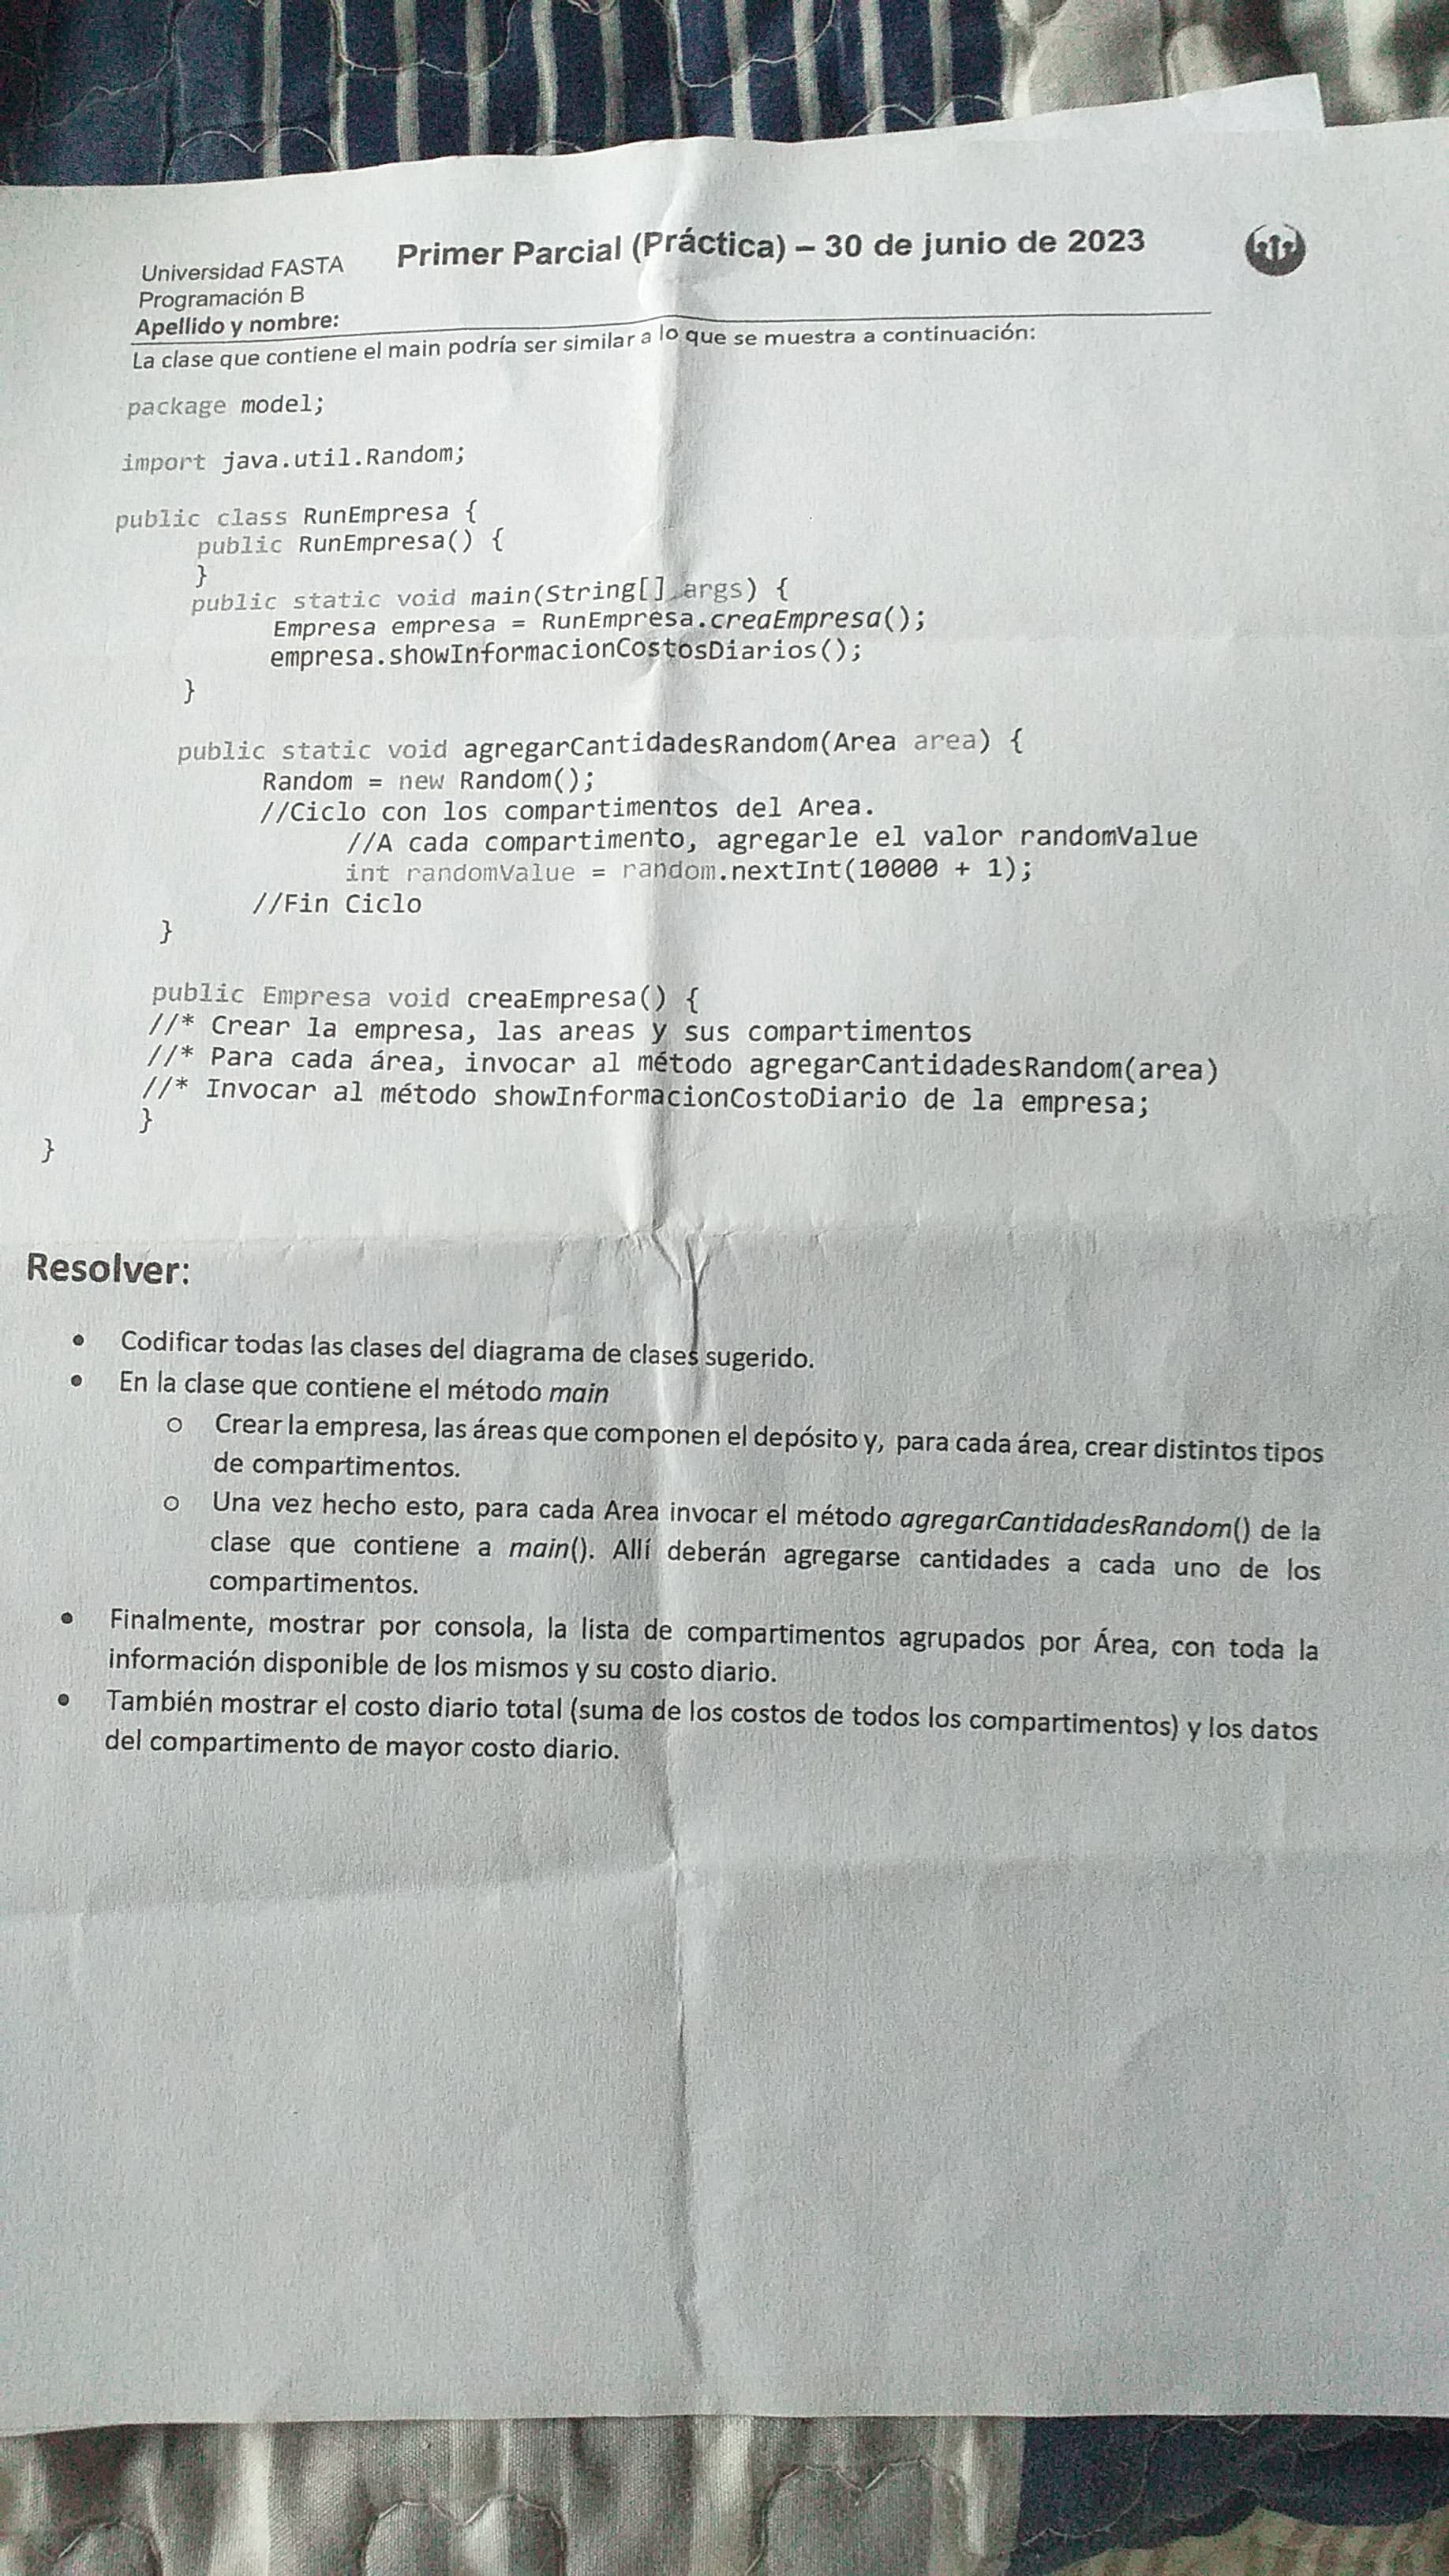 Universidad FASTA
Primer Parcial (Práctica) – 30 de junio de 2023
Programación B
Apellido y nombre:
La clase que contiene el main podría ser similar a lo que se muestra a continuación:
package model;
import java.util.Random;
public class RunEmpresa {
public RunEmpresa() {
}
public static void main(String[] args) {
Empresa empresa = RunEmpresa.creaEmpresa();
empresa.showInformacionCostosDiarios();
}
public static void agregarCantidadesRandom(Area area) {
Random = new Random();
//Ciclo con los compartimentos del Area.
//A cada compartimento, agregarle el valor randomValue
int randomValue = random.nextInt(10000 + 1);
//Fin Ciclo
}
public Empresa void creaEmpresa() {
//* Crear la empresa, las areas y sus compartimentos
//* Para cada área, invocar al método agregarCantidadesRandom(area)
//* Invocar al método showInformacionCostoDiario de la empresa;
}
}
Resolver:
• Codificar todas las clases del diagrama de clases sugerido.
• En la clase que contiene el método main
o Crear la empresa, las áreas que componen el depósito y, para cada área, crear distintos tipos
de compartimentos.
o Una vez hecho esto, para cada Area invocar el método agregarCantidadesRandom() de la
clase que contiene a main(). Allí deberán agregarse cantidades a cada uno de los
compartimentos.
• Finalmente, mostrar por consola, la lista de compartimentos agrupados por Área, con toda la
información disponible de los mismos y su costo diario.
• También mostrar el costo diario total (suma de los costos de todos los compartimentos) y los datos
del compartimento de mayor costo diario.